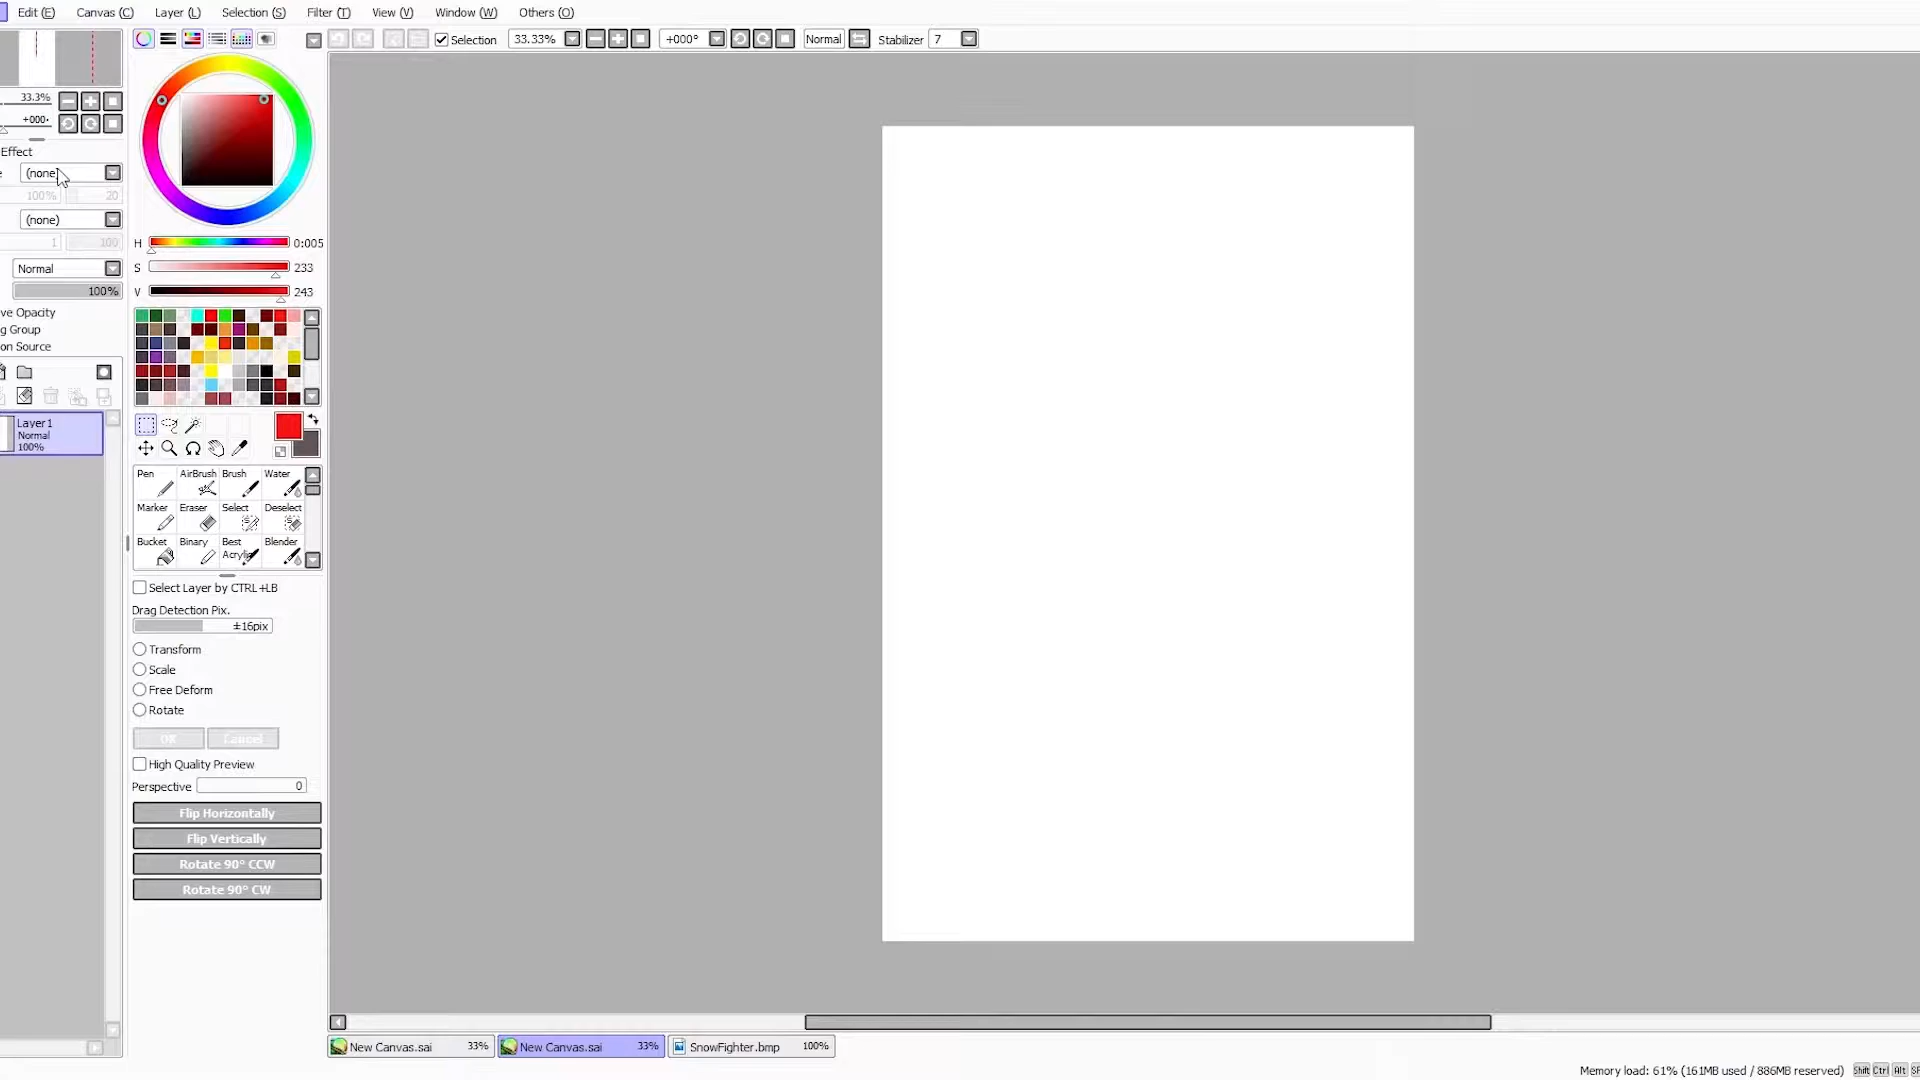 Edit (E) Canvas (C) Layer (L) Selection (S) Filter (T) View (V) Window (W) Others (O)
Selection 33.33% +000° Normal Stabilizer 7
33.3%
+000°
Effect
(none)
100% 20
(none)
1 100
Normal
100%
ve Opacity
g Group
on Source
Layer1
Normal
100%
H 0:005
S 233
V 243
Pen AirBrush Brush Water
Marker Eraser Select Deselect
Bucket Binary Best Acrylic Blender
Select Layer by CTRL+LB
Drag Detection Pix.
±16pix
Transform
Scale
Free Deform
Rotate
OK Cancel
High Quality Preview
Perspective 0
Flip Horizontally
Flip Vertically
Rotate 90° CCW
Rotate 90° CW
New Canvas.sai 33% New Canvas.sai 33% SnowFighter.bmp 100%
Memory load: 61% (161MB used / 886MB reserved) Shift Ctrl Alt SP